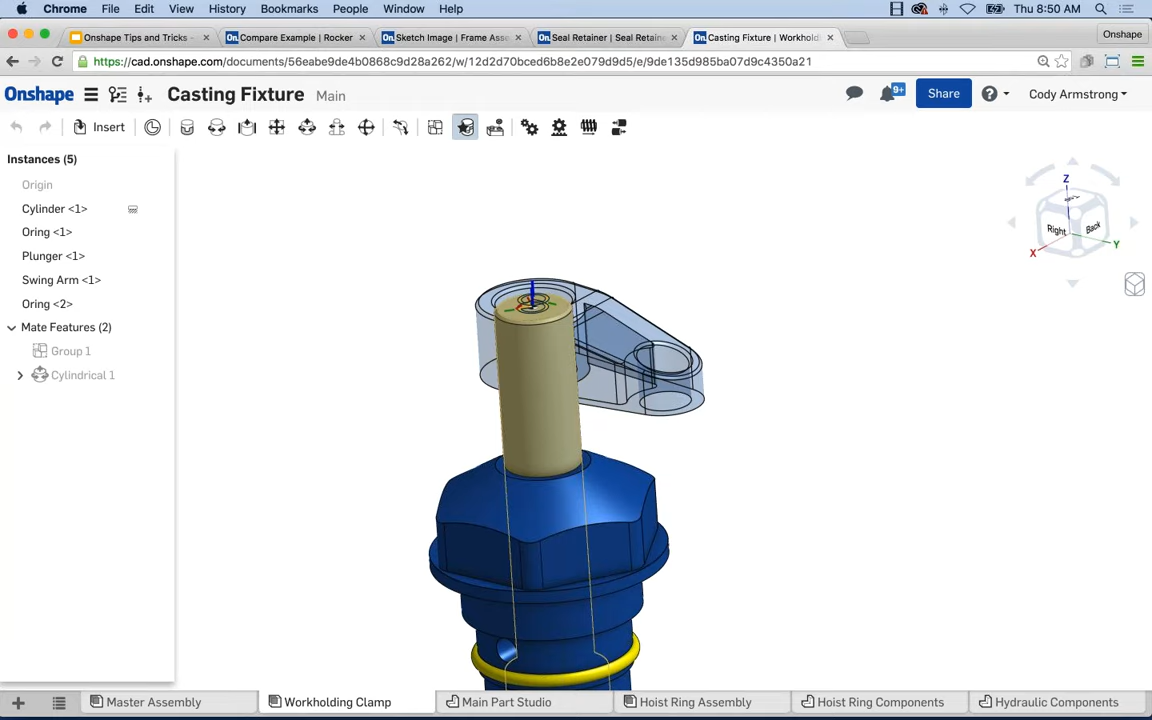 Chrome File Edit View History Bookmarks People Window Help Thu 8:50 AM
Onshape Tips and Tricks - Compare Example | Rocker Sketch Image | Frame Asse Seal Retainer | Seal Retaine Casting Fixture | Workholdi Onshape
https://cad.onshape.com/documents/56eabe9de4b0868c9d28a262/w/12d2d70bced6b8e2e079d9d5/e/9de135d985ba07d9c4350a21
Onshape Casting Fixture Main 9+ Share Cody Armstrong
Insert
Instances (5)
Origin
Cylinder <1>
Oring <1>
Plunger <1>
Swing Arm <1>
Oring <2>
Mate Features (2)
Group 1
Cylindrical 1
Z
Right Back
X Y
Master Assembly Workholding Clamp Main Part Studio Hoist Ring Assembly Hoist Ring Components Hydraulic Components